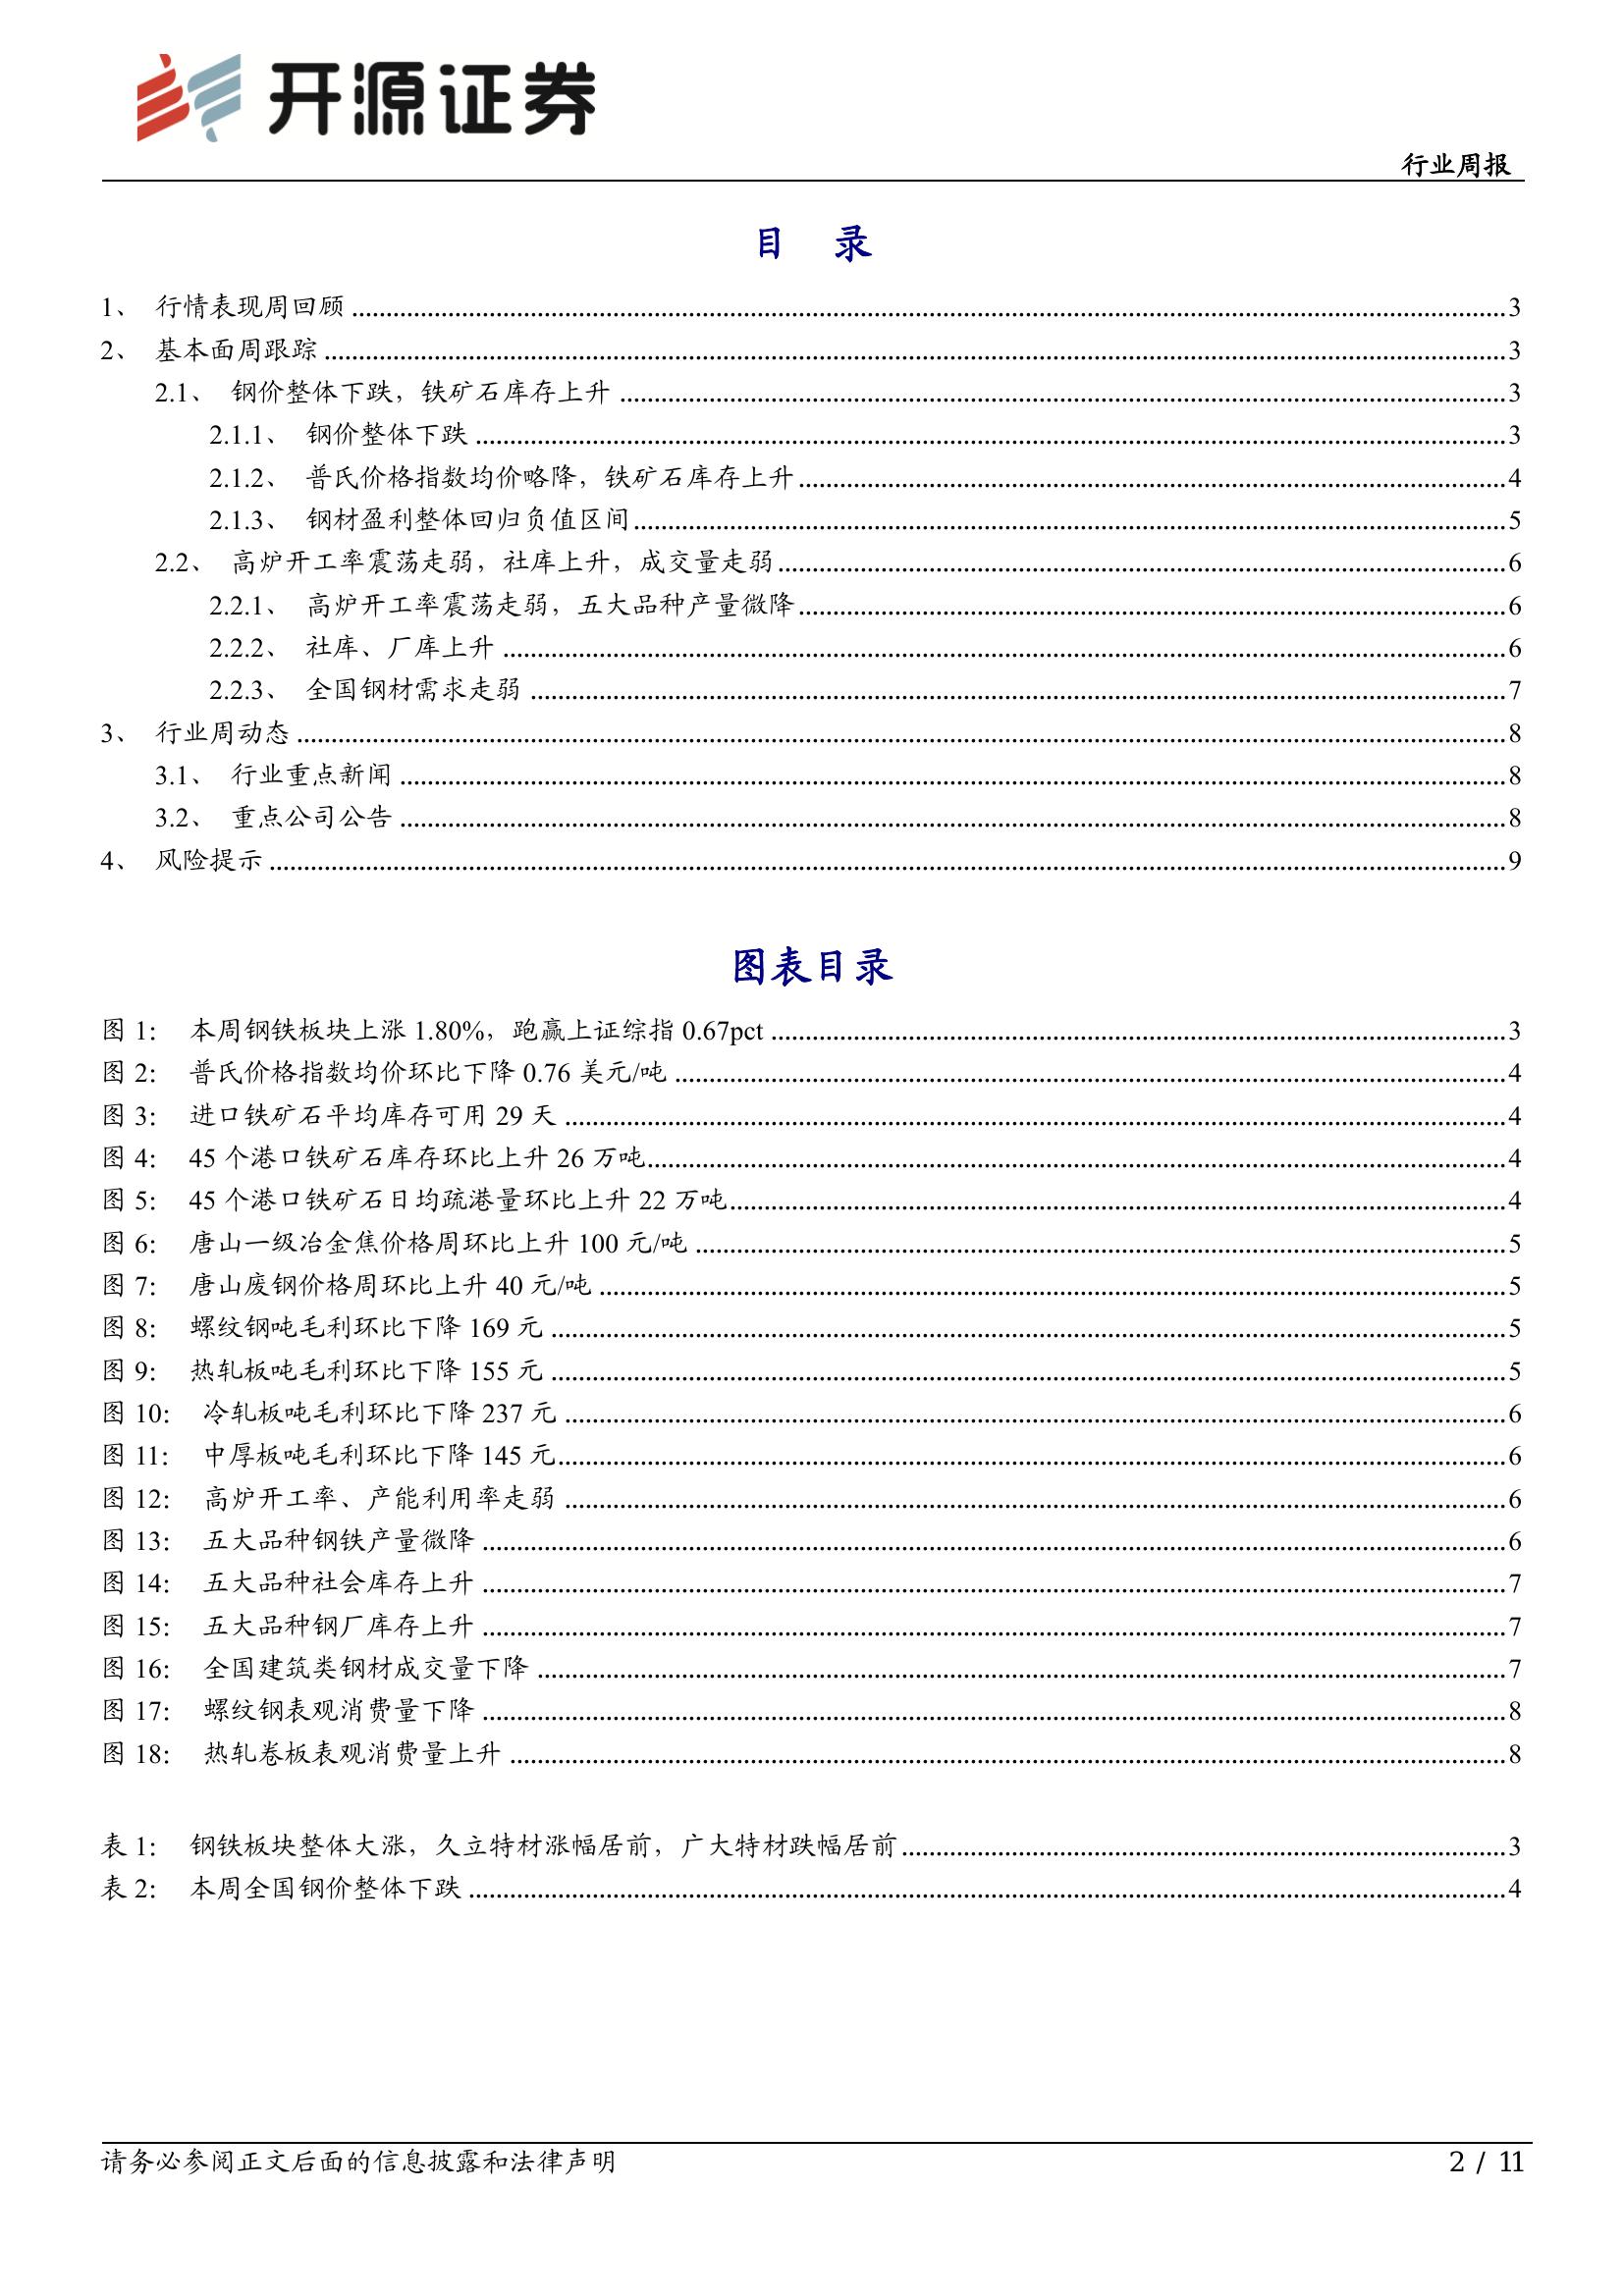 开源证券
行业周报
目 录
1、 行情表现周回顾 3
2、 基本面周跟踪 3
2.1、 钢价整体下跌，铁矿石库存上升 3
2.1.1、 钢价整体下跌 3
2.1.2、 普氏价格指数均价略降，铁矿石库存上升 4
2.1.3、 钢材盈利整体回归负值区间 5
2.2、 高炉开工率震荡走弱，社库上升，成交量走弱 6
2.2.1、 高炉开工率震荡走弱，五大品种产量微降 6
2.2.2、 社库、厂库上升 6
2.2.3、 全国钢材需求走弱 7
3、 行业周动态 8
3.1、 行业重点新闻 8
3.2、 重点公司公告 8
4、 风险提示 9
图表目录
图 1： 本周钢铁板块上涨 1.80%，跑赢上证综指 0.67pct 3
图 2： 普氏价格指数均价环比下降 0.76 美元/吨 4
图 3： 进口铁矿石平均库存可用 29 天 4
图 4： 45 个港口铁矿石库存环比上升 26 万吨 4
图 5： 45 个港口铁矿石日均疏港量环比上升 22 万吨 4
图 6： 唐山一级冶金焦价格周环比上升 100 元/吨 5
图 7： 唐山废钢价格周环比上升 40 元/吨 5
图 8： 螺纹钢吨毛利环比下降 169 元 5
图 9： 热轧板吨毛利环比下降 155 元 5
图 10： 冷轧板吨毛利环比下降 237 元 6
图 11： 中厚板吨毛利环比下降 145 元 6
图 12： 高炉开工率、产能利用率走弱 6
图 13： 五大品种钢铁产量微降 6
图 14： 五大品种社会库存上升 7
图 15： 五大品种钢厂库存上升 7
图 16： 全国建筑类钢材成交量下降 7
图 17： 螺纹钢表观消费量下降 8
图 18： 热轧卷板表观消费量上升 8
表 1： 钢铁板块整体大涨，久立特材涨幅居前，广大特材跌幅居前 3
表 2： 本周全国钢价整体下跌 4
请务必参阅正文后面的信息披露和法律声明 2 / 11